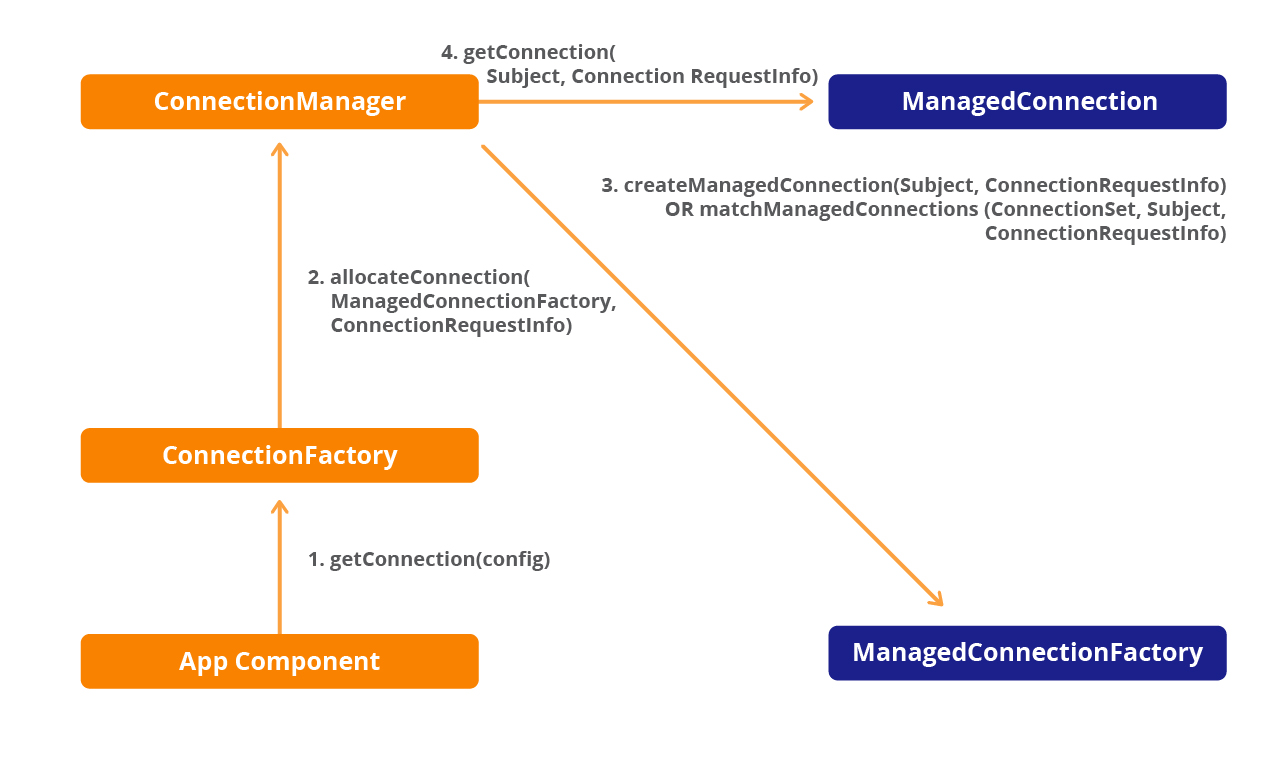 4. getConnection(
Subject, Connection RequestInfo)
ConnectionManager
ManagedConnection
3. createManagedConnection(Subject, ConnectionRequestInfo)
OR matchManagedConnections (ConnectionSet, Subject,
ConnectionRequestInfo)
2. allocateConnection(
ManagedConnectionFactory,
ConnectionRequestInfo)
ConnectionFactory
1. getConnection(config)
App Component
ManagedConnectionFactory